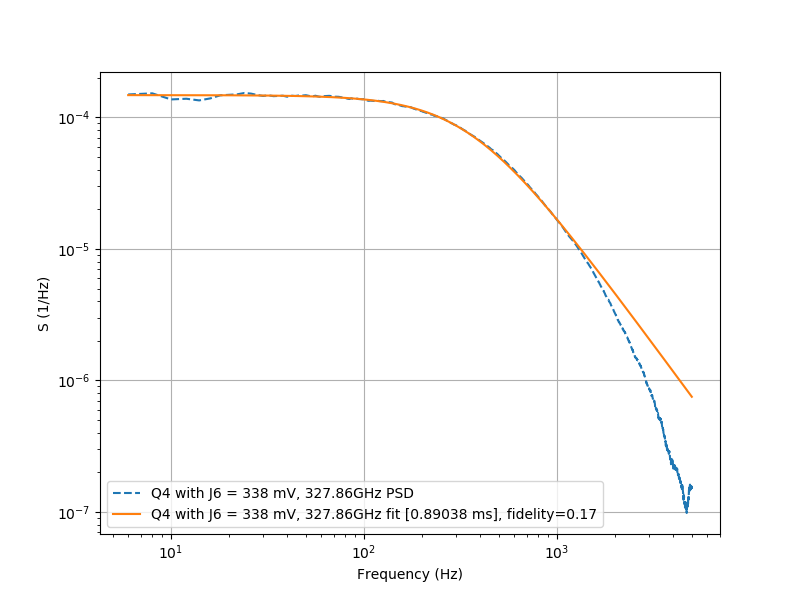 10⁻⁴
10⁻⁵
10⁻⁶
10⁻⁷
S (1/Hz)
Q4 with J6 = 338 mV, 327.86GHz PSD
Q4 with J6 = 338 mV, 327.86GHz fit [0.89038 ms], fidelity=0.17
10¹ 10² 10³
Frequency (Hz)